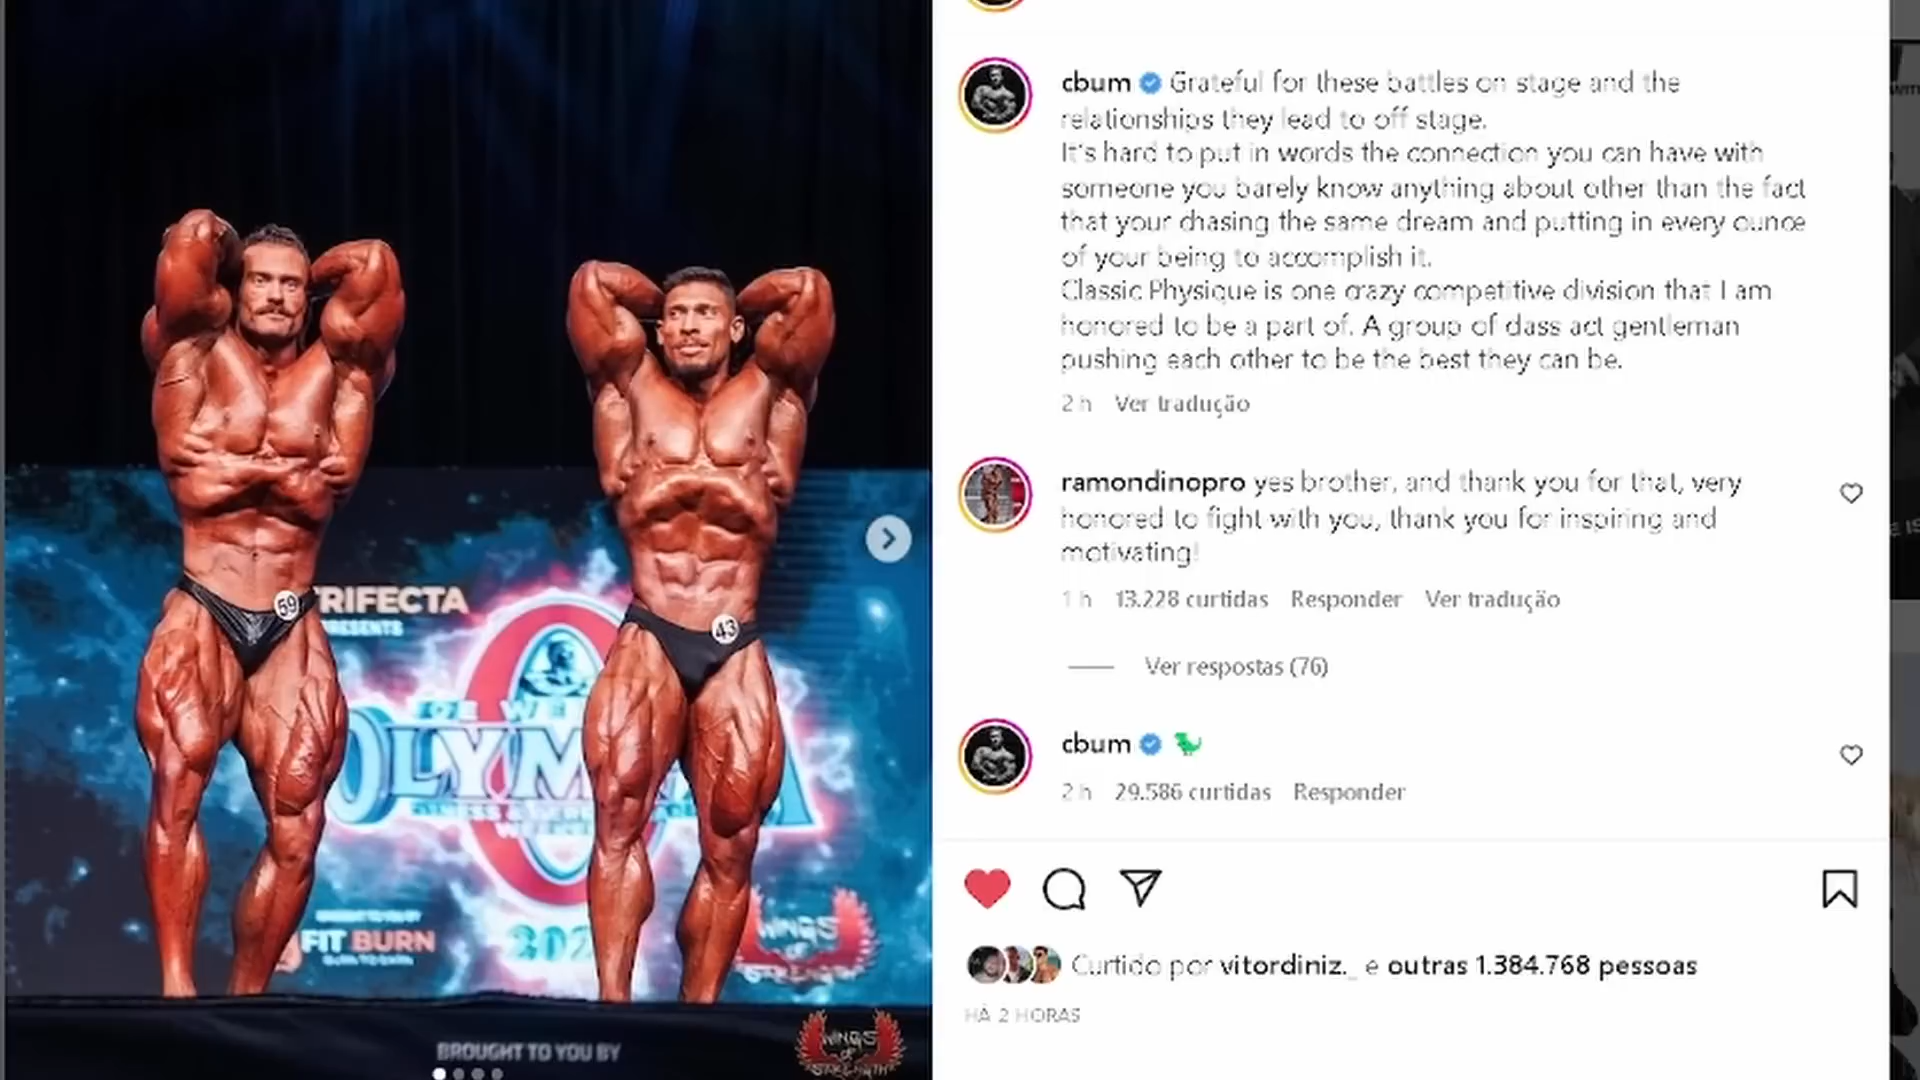 cbum Grateful for these battles on stage and the
relationships they lead to off stage.
It's hard to put in words the connection you can have with
someone you barely know anything about other than the fact
that your chasing the same dream and putting in every ounce
of your being to accomplish it.
Classic Physique is one crazy competitive division that I am
honored to be a part of. A group of class act gentleman
pushing each other to be the best they can be.
2 h Ver tradução
ramondinopro yes brother, and thank you for that, very
honored to fight with you, thank you for inspiring and
motivating!
1 h 13.228 curtidas Responder Ver tradução
Ver respostas (76)
cbum
2 h 29.586 curtidas Responder
Curtido por vitordiniz._ e outras 1.384.768 pessoas
HÁ 2 HORAS
59
43
TRIFECTA
PRESENTS
FIT BURN
WINGS
OF
STRENGTH
BROUGHT TO YOU BY
WINGS
OF
STRENGTH